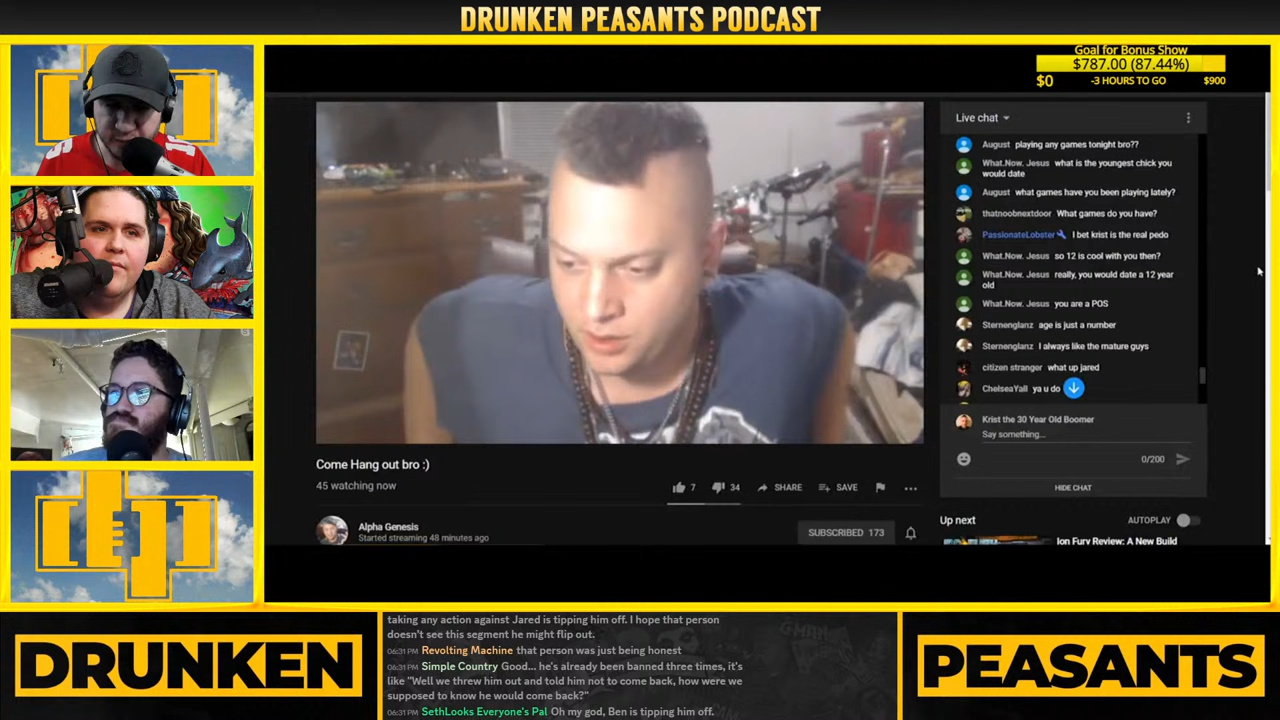 DRUNKEN PEASANTS PODCAST
Goal for Bonus Show
$787.00 (87.44%)
$0
-3 HOURS TO GO
$900
Live chat
August playing any games tonight bro??
What.Now. Jesus what is the youngest chick you
would date
August what games have you been playing lately?
thatnoobnextdoor What games do you have?
PassionateLobster I bet krist is the real pedo
What.Now. Jesus so 12 is cool with you then?
What.Now. Jesus really, you would date a 12 year
old
What.Now. Jesus you are a POS
Sternenglanz age is just a number
Sternenglanz I always like the mature guys
citizen stranger what up jared
ChelseaYall ya u do
Krist the 30 Year Old Boomer
Say something...
0/200
HIDE CHAT
Come Hang out bro :)
45 watching now
7
34
SHARE
SAVE
Alpha Genesis
Started streaming 48 minutes ago
SUBSCRIBED 173
Up next
AUTOPLAY
Ion Fury Review: A New Build
DRUNKEN
taking any action against Jared is tipping him off. I hope that person
doesn't see this segment he might flip out.
06:31 PM Revolting Machine that person was just being honest
06:31 PM Simple Country Good... he's already been banned three times, it's
like "Well we threw him out and told him not to come back, how were we
supposed to know he would come back?"
06:31 PM SethLooks Everyone's Pal Oh my god, Ben is tipping him off.
PEASANTS